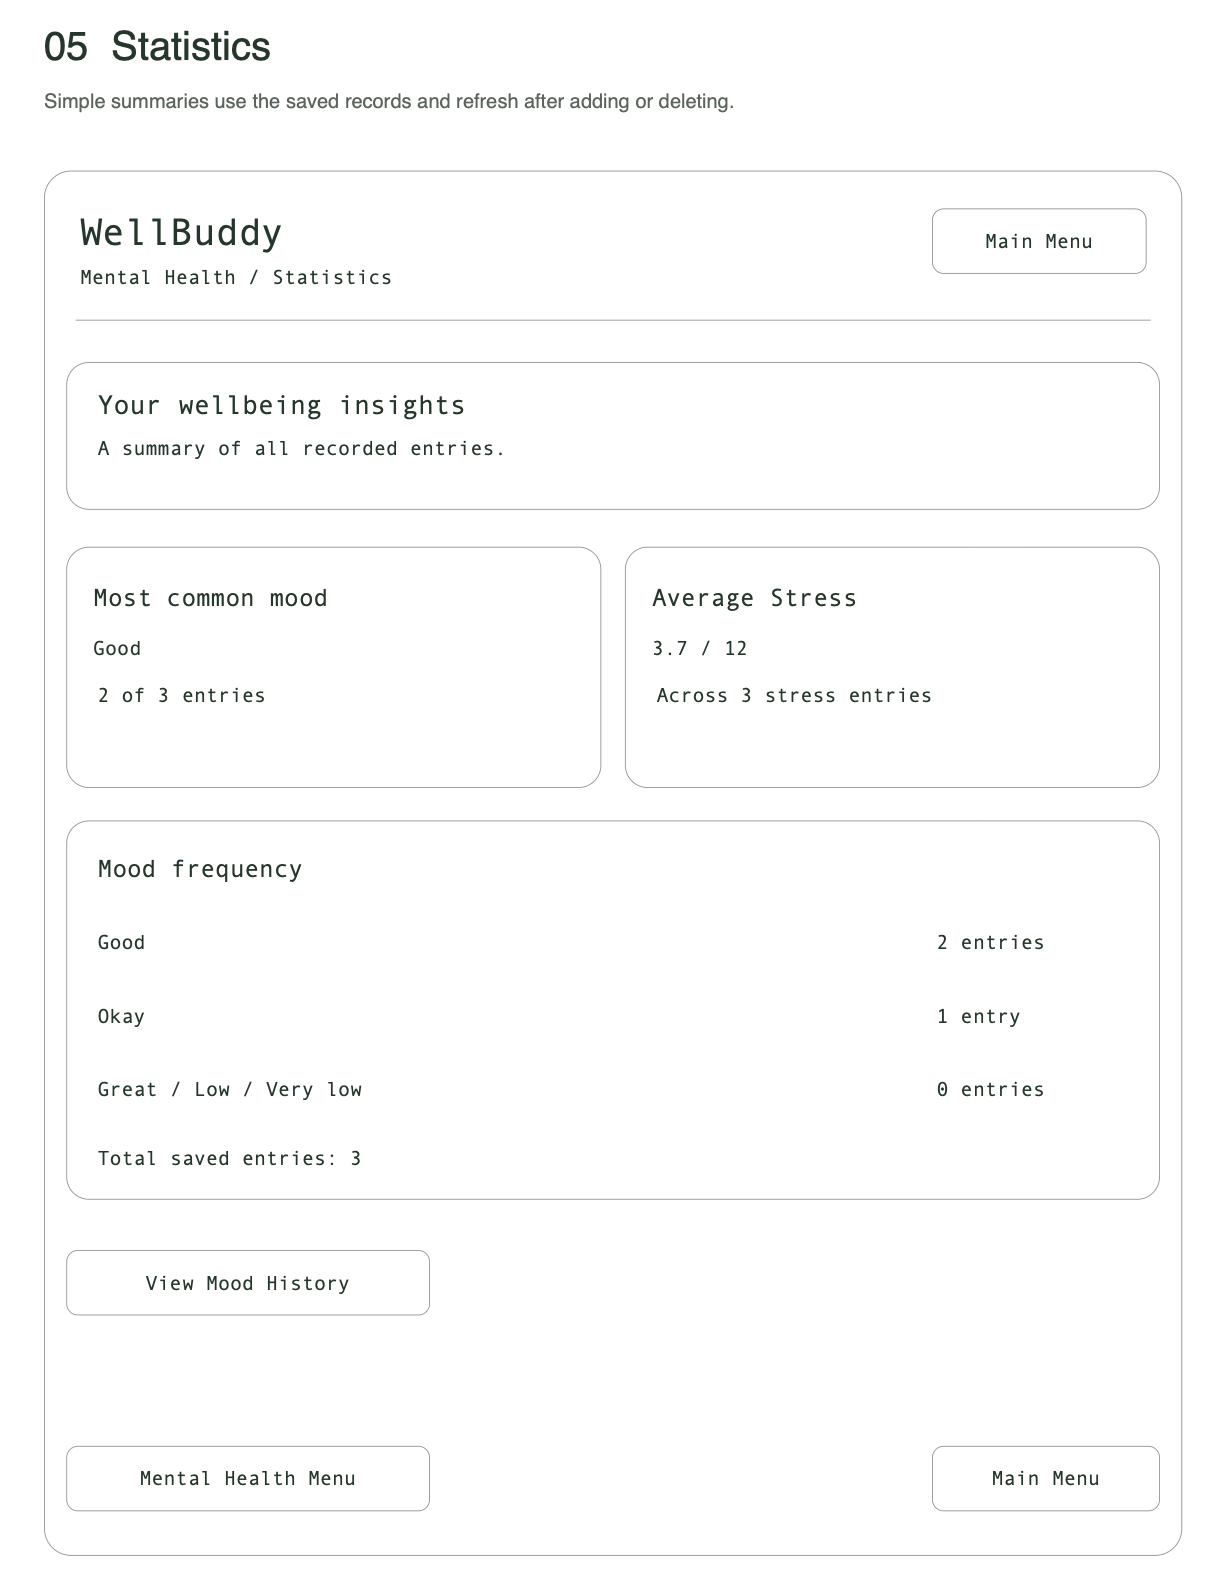 05 Statistics
Simple summaries use the saved records and refresh after adding or deleting.
WellBuddy
Main Menu
Mental Health / Statistics
Your wellbeing insights
A summary of all recorded entries.
Most common mood
Good
2 of 3 entries
Average Stress
3.7 / 12
Across 3 stress entries
Mood frequency
Good 2 entries
Okay 1 entry
Great / Low / Very low 0 entries
Total saved entries: 3
View Mood History
Mental Health Menu
Main Menu